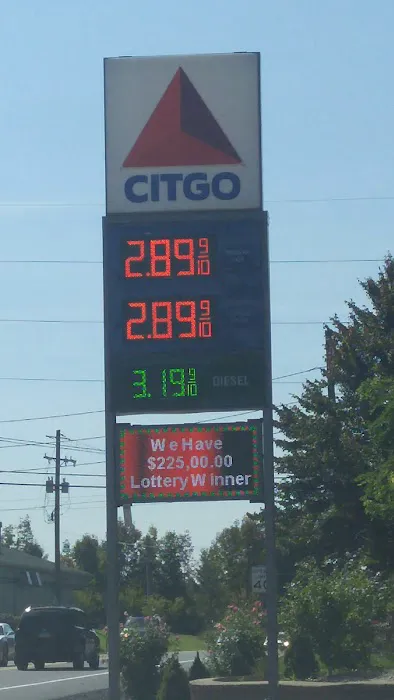 CITGO
2.89 9/10
2.89 9/10
3.19 9/10 DIESEL
We Have
$225,00.00
Lottery Winner
40